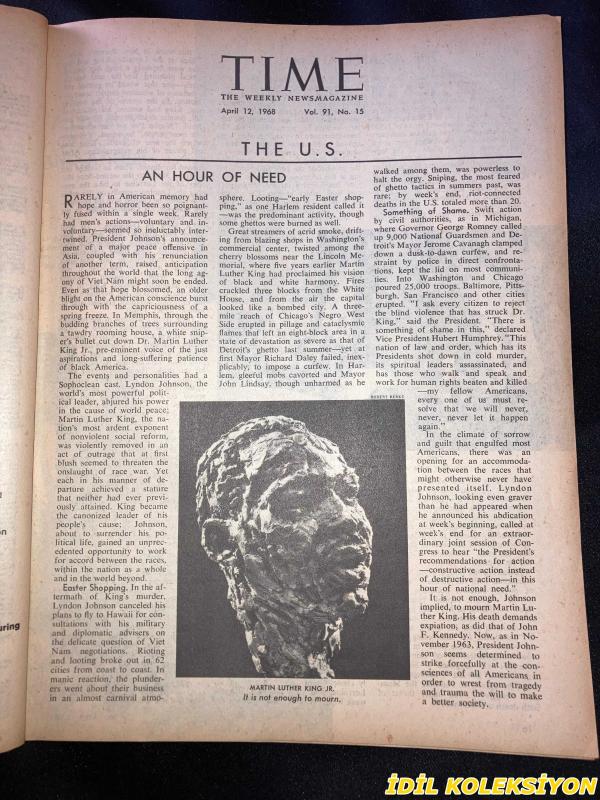 TIME
THE WEEKLY NEWSMAGAZINE
April 12, 1968 Vol. 91, No. 15
THE U.S.
AN HOUR OF NEED
RARELY in American memory had
hope and horror been so poignant-
ly fused within a single week. Rarely
had men's actions—voluntary and in-
voluntary—seemed so ineluctably inter-
twined. President Johnson's announce-
ment of a major peace offensive in
Asia, coupled with his renunciation
of another term, raised anticipation
throughout the world that the long ag-
ony of Viet Nam might soon be ended.
Even as that hope blossomed, an older
blight on the American conscience burst
through with the capriciousness of a
spring freeze. In Memphis, through the
budding branches of trees surrounding
a tawdry rooming house, a white snip-
er's bullet cut down Dr. Martin Luther
King Jr., pre-eminent voice of the just
aspirations and long-suffering patience
of black America.
The events and personalities had a
Sophoclean cast. Lyndon Johnson, the
world's most powerful polit-
ical leader, abjured his power
in the cause of world peace;
Martin Luther King, the na-
tion's most ardent exponent
of nonviolent social reform,
was violently removed in an
act of outrage that at first
blush seemed to threaten the
onslaught of race war. Yet
each in his manner of de-
parture achieved a stature
that neither had ever previ-
ously attained. King became
the canonized leader of his
people's cause; Johnson,
about to surrender his po-
litical life, gained an unprec-
edented opportunity to work
for accord between the races,
within the nation as a whole
and in the world beyond.
Easter Shopping. In the af-
termath of King's murder,
Lyndon Johnson canceled his
plans to fly to Hawaii for con-
sultations with his military
and diplomatic advisers on
the delicate question of Viet
Nam negotiations. Rioting
and looting broke out in 62
cities from coast to coast. In
manic reaction, the plunder-
ers went about their business
in an almost carnival atmo-
sphere. Looting—"early Easter shop-
ping," as one Harlem resident called it
—was the predominant activity, though
some ghettos were burned as well.
Great streamers of acrid smoke, drift-
ing from blazing shops in Washington's
commercial center, twisted among the
cherry blossoms near the Lincoln Me-
morial, where five years earlier Martin
Luther King had proclaimed his vision
of black and white harmony. Fires
crackled three blocks from the White
House, and from the air the capital
looked like a bombed city. A three-
mile reach of Chicago's Negro West
Side erupted in pillage and cataclysmic
flames that left an eight-block area in a
state of devastation as severe as that of
Detroit's ghetto last summer—yet at
first Mayor Richard Daley failed, inex-
plicably, to impose a curfew. In Har-
lem, gleeful mobs cavorted and Mayor
John Lindsay, though unharmed as he
walked among them, was powerless to
halt the orgy. Sniping, the most feared
of ghetto tactics in summers past, was
rare; by week's end, riot-connected
deaths in the U.S. totaled more than 20.
Something of Shame. Swift action
by civil authorities, as in Michigan,
where Governor George Romney called
up 9,000 National Guardsmen and De-
troit's Mayor Jerome Cavanagh clamped
down a dusk-to-dawn curfew, and re-
straint by police in direct confronta-
tions, kept the lid on most communi-
ties. Into Washington and Chicago
poured 25,000 troops. Baltimore, Pitts-
burgh, San Francisco and other cities
erupted. "I ask every citizen to reject
the blind violence that has struck Dr.
King," said the President. "There is
something of shame in this," declared
Vice President Hubert Humphrey. "This
nation of law and order, which has its
Presidents shot down in cold murder,
its spiritual leaders assassinated, and
has those who walk and speak and
work for human rights beaten and killed
—my fellow Americans,
every one of us must re-
solve that we will never,
never, never let it happen
again."
In the climate of sorrow
and guilt that engulfed most
Americans, there was an
opening for an accommoda-
tion between the races that
might otherwise never have
presented itself. Lyndon
Johnson, looking even graver
than he had appeared when
he announced his abdication
at week's beginning, called at
week's end for an extraor-
dinary joint session of Con-
gress to hear "the President's
recommendations for action
—constructive action instead
of destructive action—in this
hour of national need."
It is not enough, Johnson
implied, to mourn Martin Lu-
ther King. His death demands
expiation, as did that of John
F. Kennedy. Now, as in No-
vember 1963, President John-
son seems determined to
strike forcefully at the con-
sciences of all Americans in
order to wrest from tragedy
and trauma the will to make
a better society.
MARTIN LUTHER KING JR.
It is not enough to mourn.
uring
İDİL KOLEKSİYON